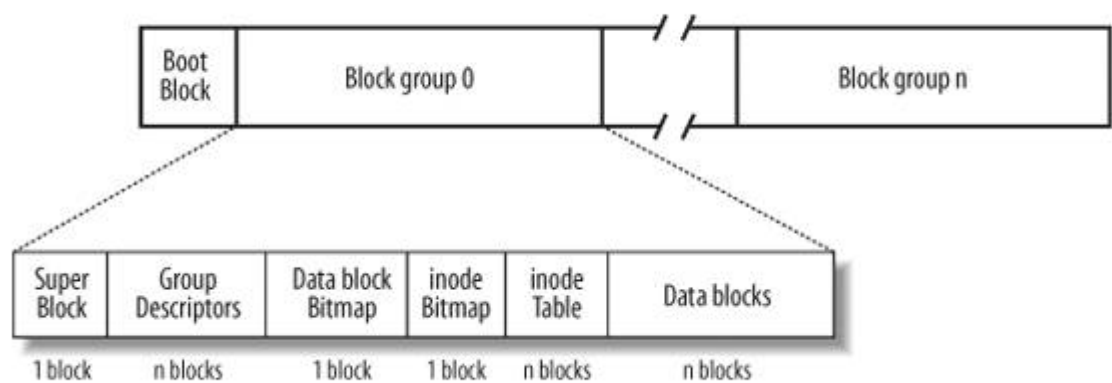 Boot
Block
Block group 0
Block group n
Super
Block
Group
Descriptors
Data block
Bitmap
inode
Bitmap
inode
Table
Data blocks
1 block
n blocks
1 block
1 block
n blocks
n blocks